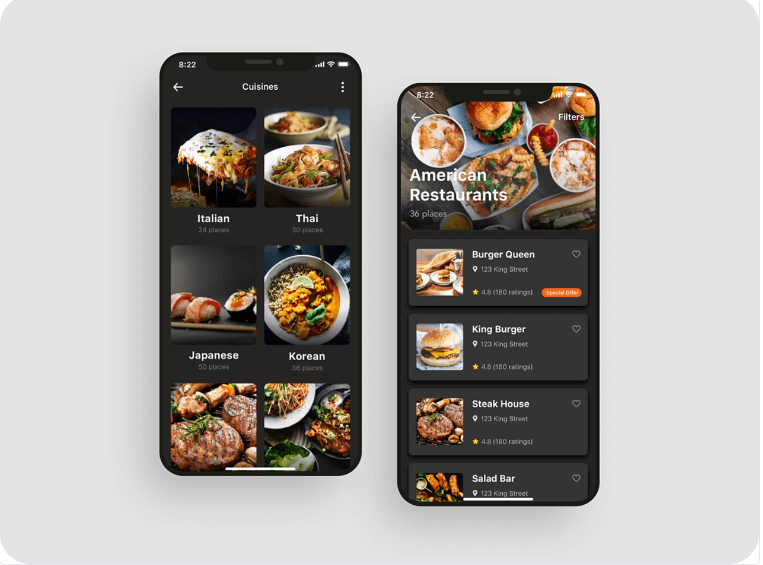 8:22
Cuisines
Italian
24 places
Thai
30 places
Japanese
50 places
Korean
36 places
8:22
Filters
American
Restaurants
36 places
Burger Queen
123 King Street
4.8 (180 ratings)
Special Offer
King Burger
123 King Street
4.8 (180 ratings)
Steak House
123 King Street
4.8 (180 ratings)
Salad Bar
123 King Street